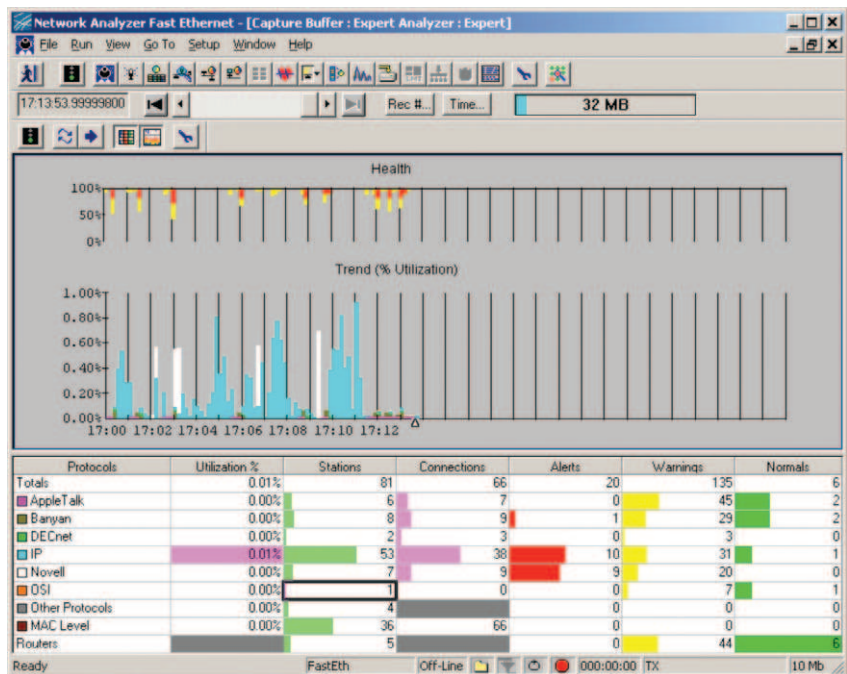 Network Analyzer Fast Ethernet - [Capture Buffer : Expert Analyzer : Expert]
File Run View Go To Setup Window Help
17:13:53.99999800 Rec #... Time... 32 MB
Health
100%
50%
0%
Trend (% Utilization)
1.00%
0.80%
0.60%
0.40%
0.20%
0.00%
17:00 17:02 17:04 17:06 17:08 17:10 17:12
Protocols Utilization % Stations Connections Alerts Warnings Normals
Totals 0.01% 81 66 20 135 6
AppleTalk 0.00% 6 7 0 45 2
Banyan 0.00% 8 9 1 29 2
DECnet 0.00% 2 3 0 3 0
IP 0.01% 53 38 10 31 1
Novell 0.00% 7 9 9 20 0
OSI 0.00% 1 0 0 7 1
Other Protocols 0.00% 4 0 0 0
MAC Level 0.00% 36 66 0 0 0
Routers 5 0 44 6
Ready FastEth Off-Line 000:00:00 TX 10 Mb